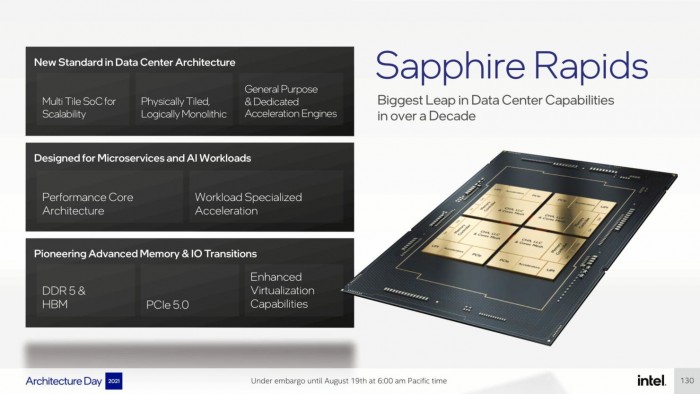 New Standard in Data Center Architecture
Multi Tile SoC for
Scalability
Physically Tiled,
Logically Monolithic
General Purpose
& Dedicated
Acceleration Engines
Designed for Microservices and AI Workloads
Performance Core
Architecture
Workload Specialized
Acceleration
Pioneering Advanced Memory & IO Transitions
DDR 5 &
HBM
PCIe 5.0
Enhanced
Virtualization
Capabilities
Sapphire Rapids
Biggest Leap in Data Center Capabilities
in over a Decade
Architecture Day 2021
Under embargo until August 19th at 6:00 am Pacific time
intel.
130